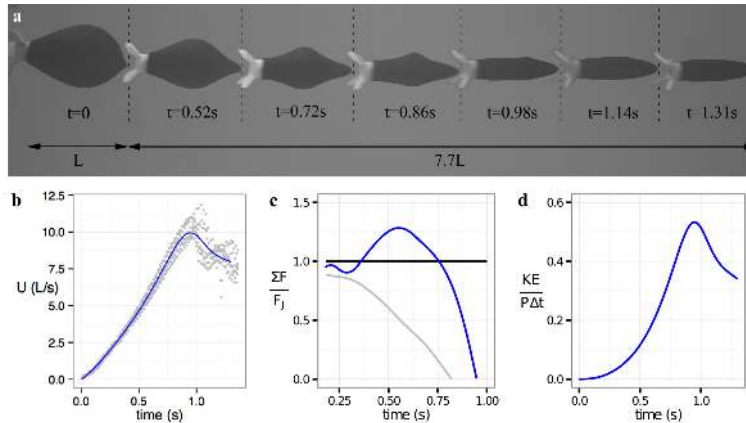 a
t=0
t=0.52s
t=0.72s
t=0.86s
t=0.98s
t=1.14s
t=1.31s
L
7.7L
b
12.5
10.0
7.5
U (L/s)
5.0
2.5
0.0
0.0
0.5
1.0
time (s)
c
1.5
1.0
ΣF
F_J
0.5
0.0
0.25
0.50
0.75
1.00
time (s)
d
0.6
0.4
KE
PΔt
0.2
0.0
0.0
0.5
1.0
time (s)